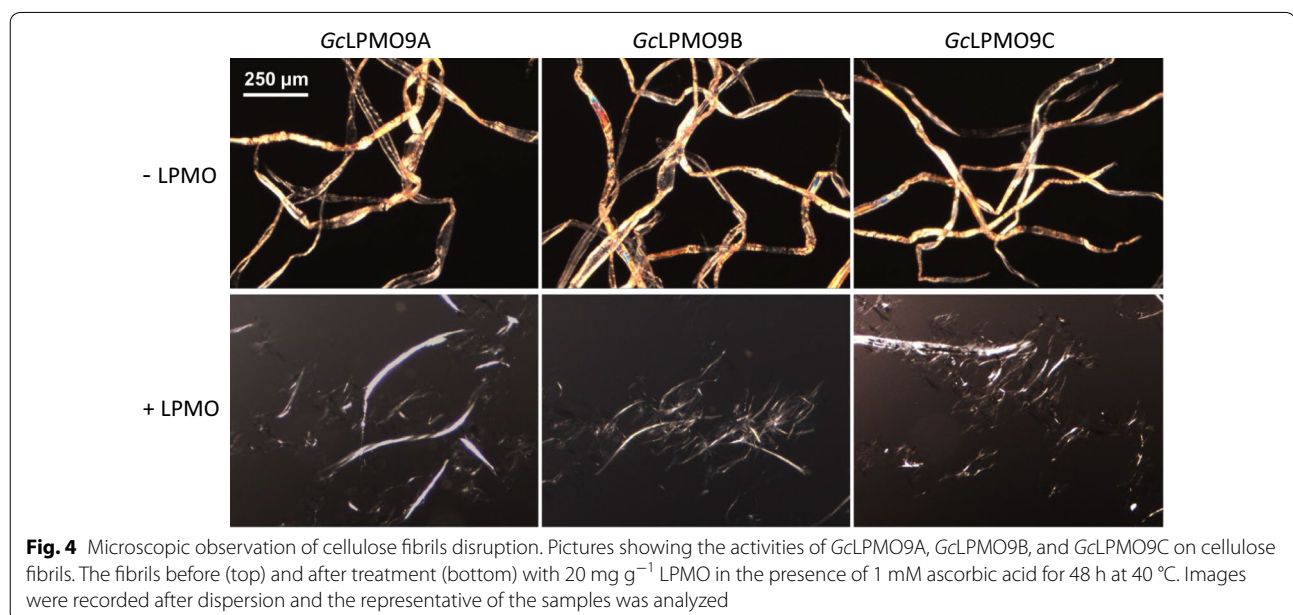 GcLPMO9A GcLPMO9B GcLPMO9C
250 µm
- LPMO
+ LPMO
Fig. 4 Microscopic observation of cellulose fibrils disruption. Pictures showing the activities of GcLPMO9A, GcLPMO9B, and GcLPMO9C on cellulose
fibrils. The fibrils before (top) and after treatment (bottom) with 20 mg g⁻¹ LPMO in the presence of 1 mM ascorbic acid for 48 h at 40 °C. Images
were recorded after dispersion and the representative of the samples was analyzed